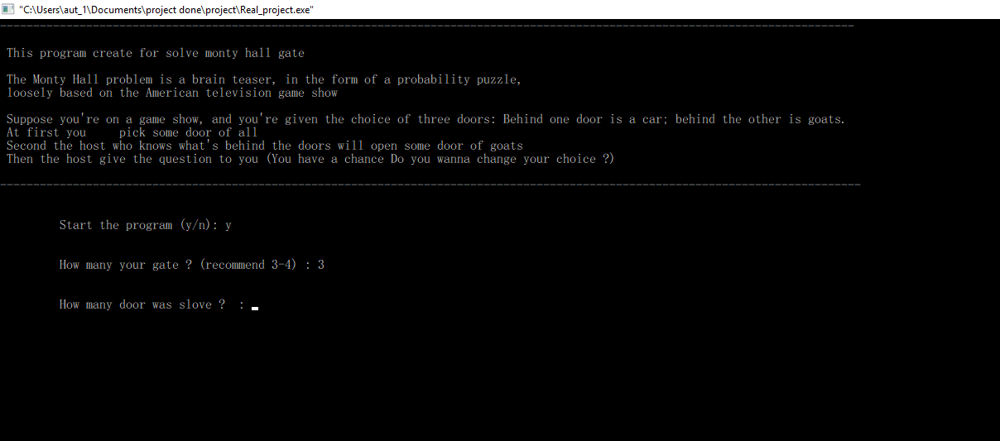 "C:\Users\aut_1\Documents\project done\project\Real_project.exe"
This program create for solve monty hall gate
The Monty Hall problem is a brain teaser, in the form of a probability puzzle,
loosely based on the American television game show
Suppose you're on a game show, and you're given the choice of three doors: Behind one door is a car; behind the other is goats.
At first you     pick some door of all
Second the host who knows what's behind the doors will open some door of goats
Then the host give the question to you (You have a chance Do you wanna change your choice ?)
Start the program (y/n): y
How many your gate ? (recommend 3-4) : 3
How many door was slove ?  :